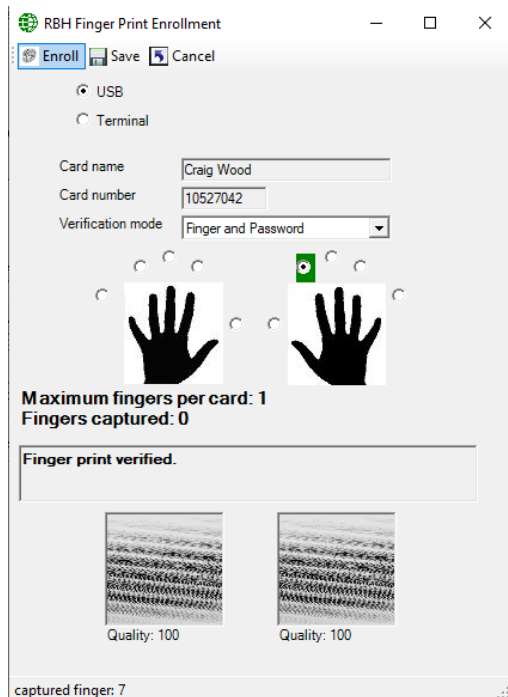 RBH Finger Print Enrollment
Enroll Save Cancel
USB
Terminal
Card name Craig Wood
Card number 10527042
Verification mode Finger and Password
Maximum fingers per card: 1
Fingers captured: 0
Finger print verified.
Quality: 100 Quality: 100
captured finger: 7